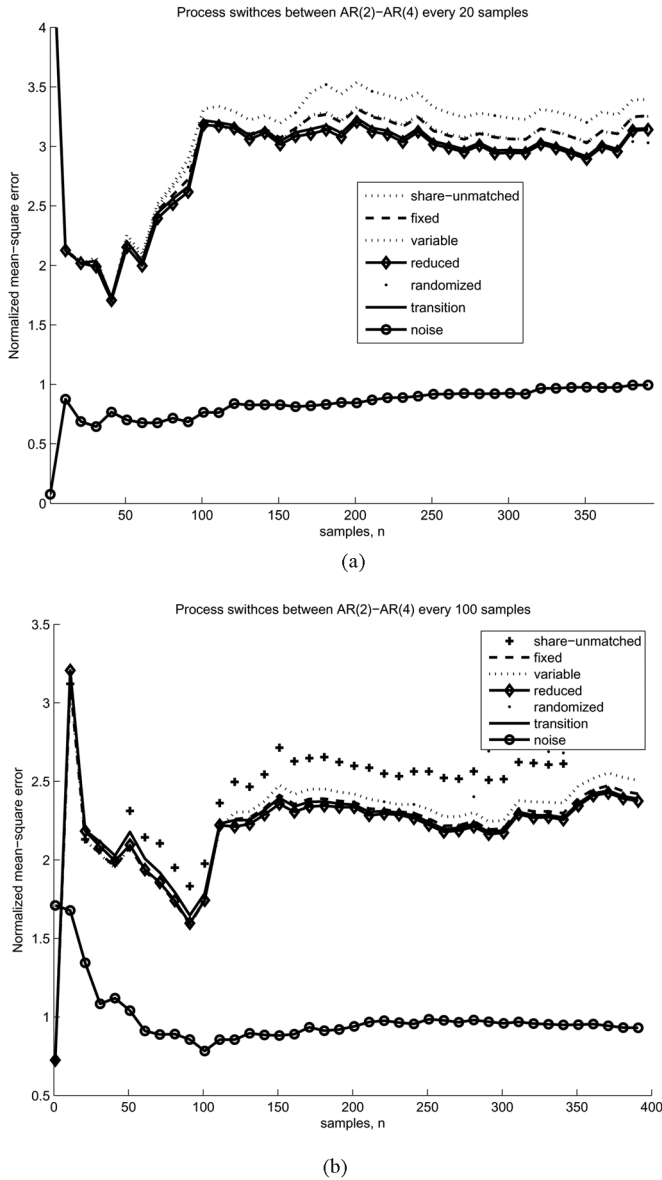 Process swithces between AR(2)−AR(4) every 20 samples
Normalized mean−square error
4
3.5
3
2.5
2
1.5
1
0.5
0
share−unmatched
fixed
variable
reduced
randomized
transition
noise
50
100
150
200
250
300
350
samples, n
(a)
Process swithces between AR(2)−AR(4) every 100 samples
Normalized mean−square error
3.5
3
2.5
2
1.5
1
0.5
share−unmatched
fixed
variable
reduced
randomized
transition
noise
0
50
100
150
200
250
300
350
400
samples, n
(b)